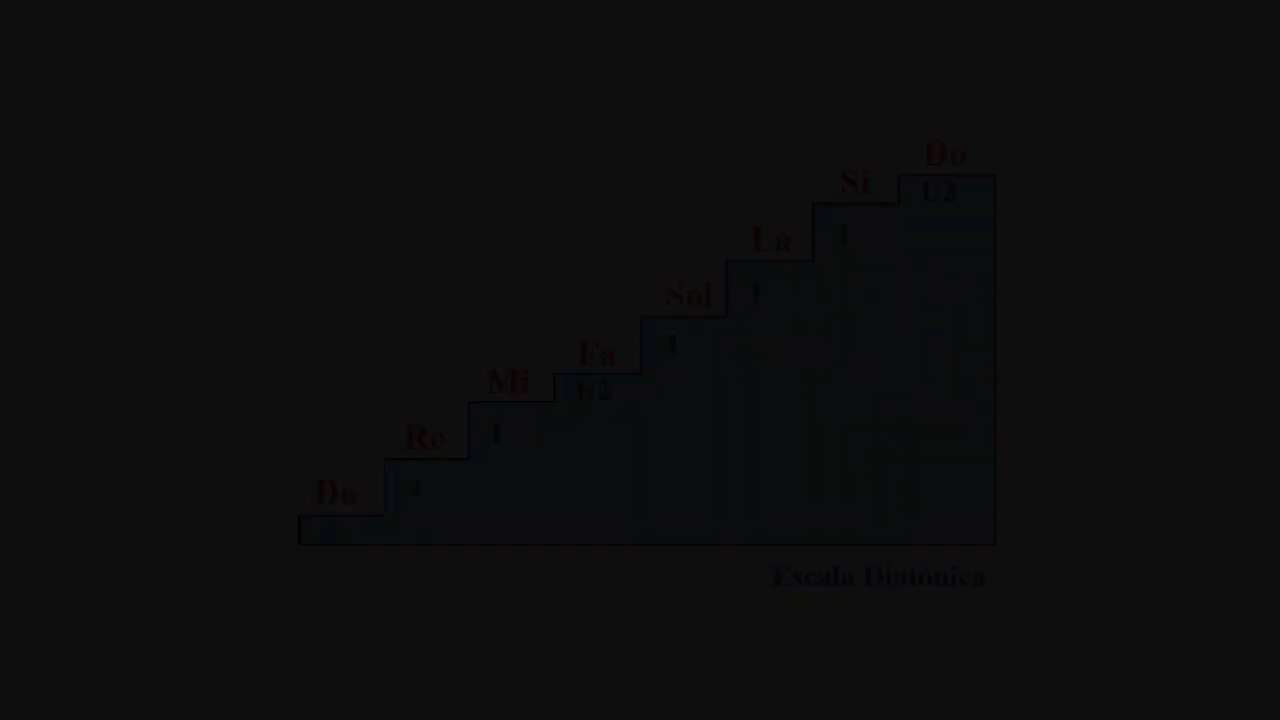 Do
1/2
Si
1
La
1
Sol
1
Fa
1/2
Mi
1
Re
1
Do
Escala Diatónica